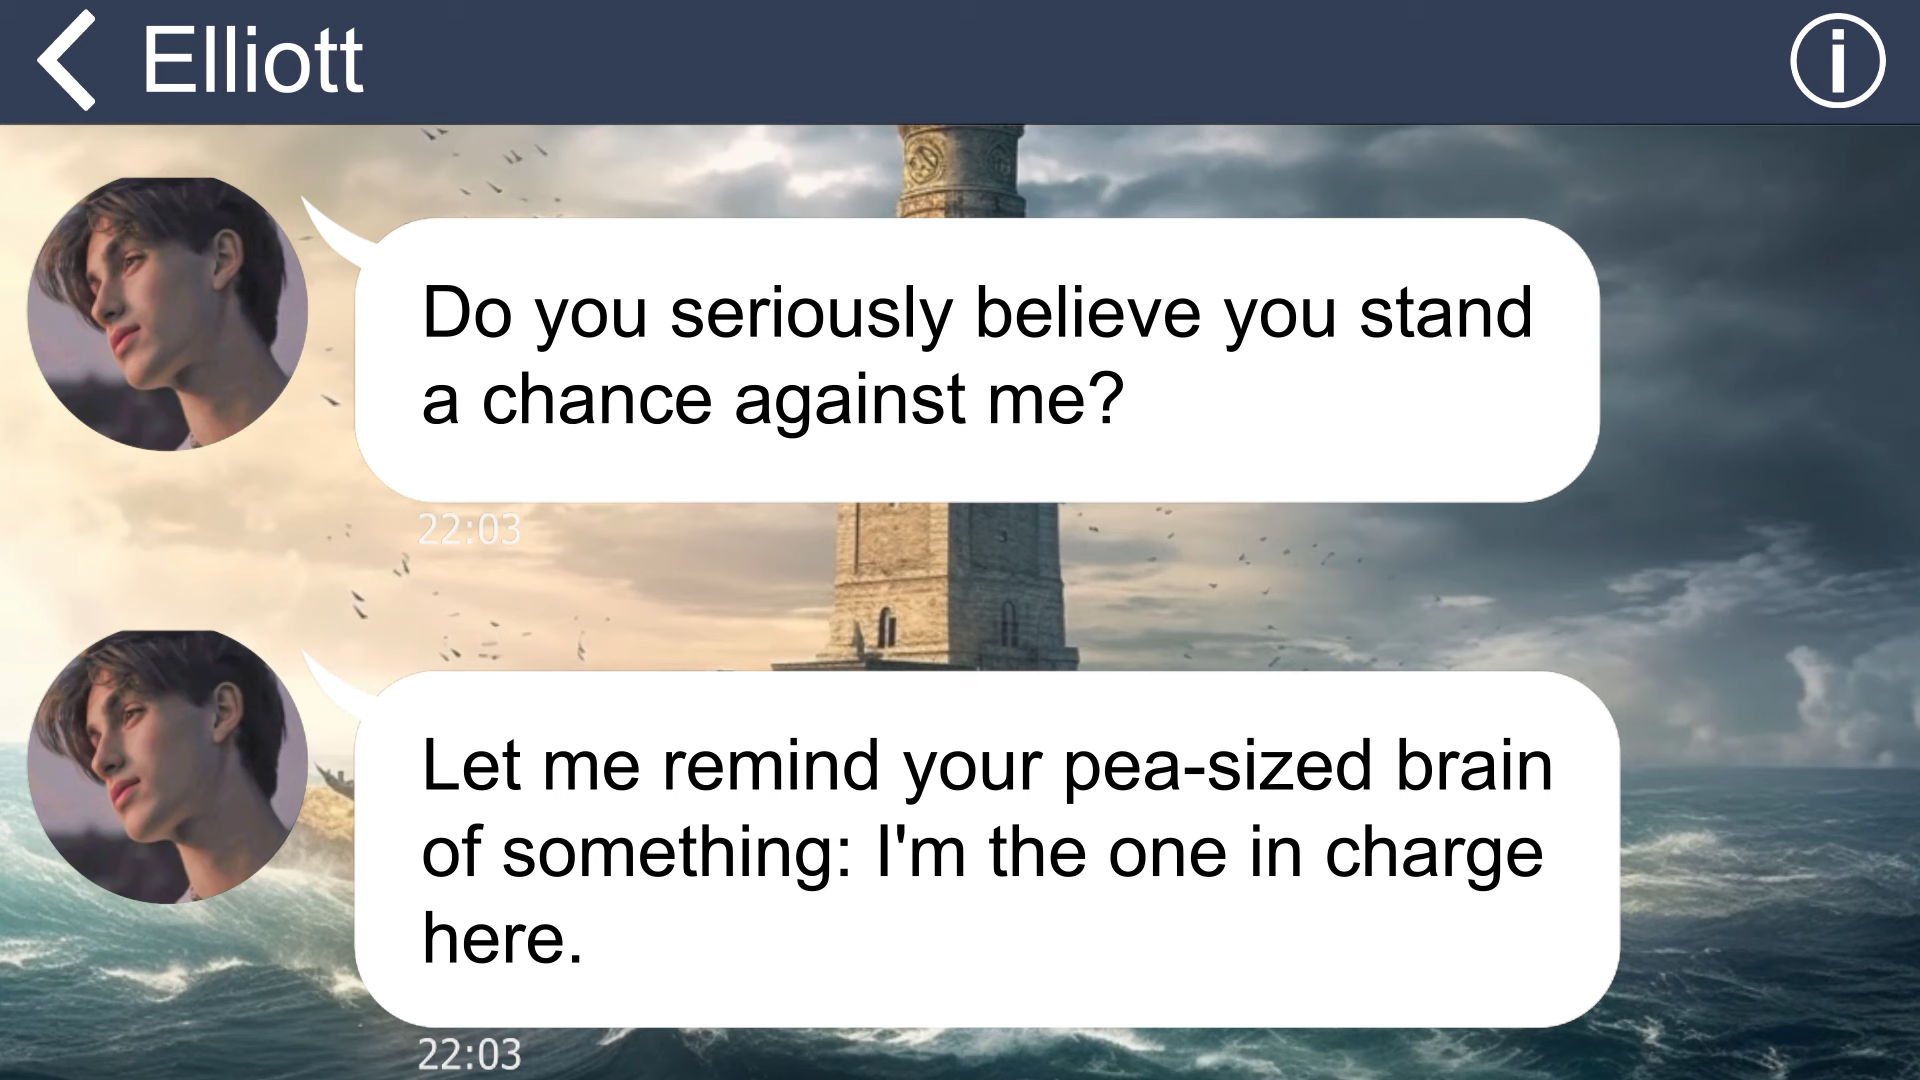 Elliott
Do you seriously believe you stand
a chance against me?
22:03
Let me remind your pea-sized brain
of something: I'm the one in charge
here.
22:03